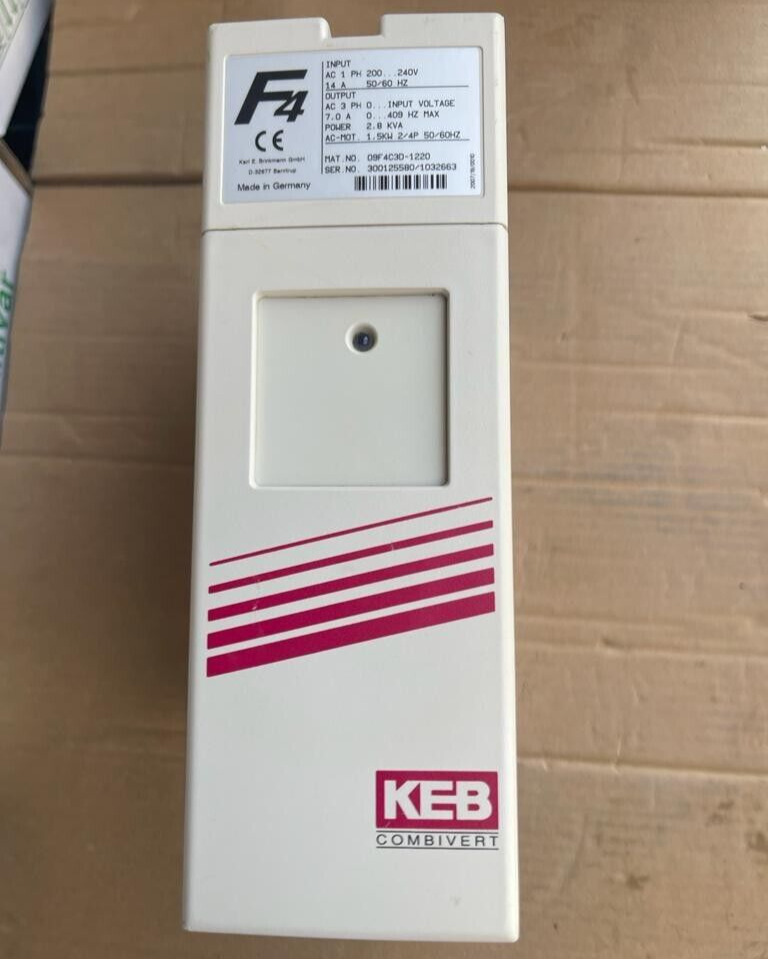 F4
CE
Karl E. Brinkmann GmbH
D-32677 Barntrup
Made in Germany
INPUT
AC 1 PH 200...240V
14 A 50/60 HZ
OUTPUT
AC 3 PH 0...INPUT VOLTAGE
7.0 A 0...409 HZ MAX
POWER 2.8 KVA
AC-MOT. 1.5KW 2/4P 50/60HZ
MAT.NO. 09F4C3D-1220
SER.NO. 300125580/1032663
KEB
COMBIVERT